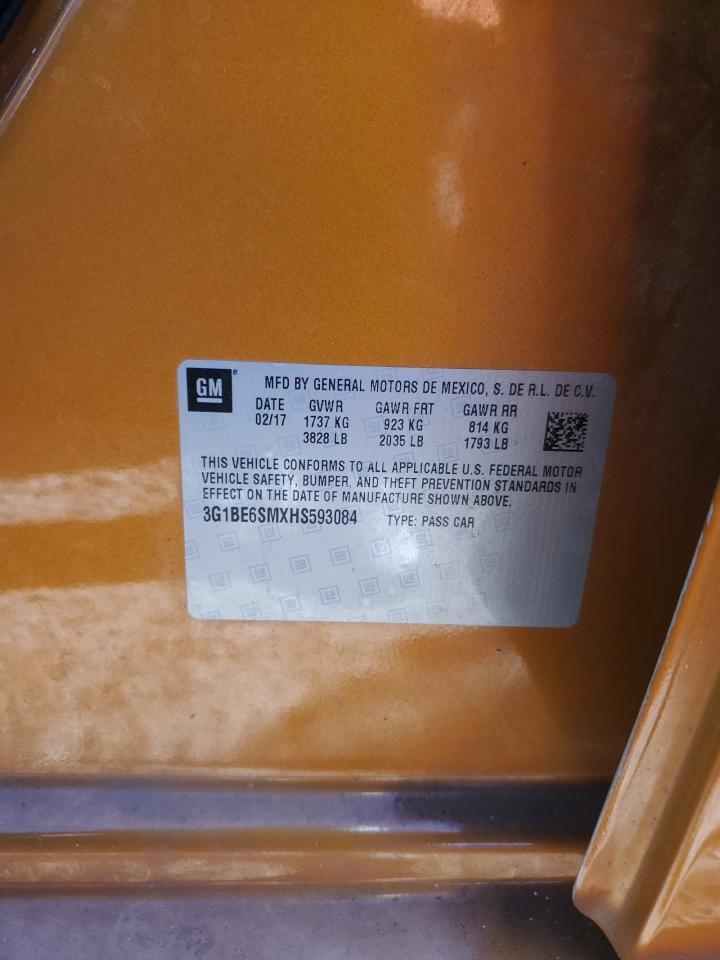 GM
MFD BY GENERAL MOTORS DE MEXICO, S. DE R.L. DE C.V.
DATE GVWR GAWR FRT GAWR RR
02/17 1737 KG 923 KG 814 KG
3828 LB 2035 LB 1793 LB
THIS VEHICLE CONFORMS TO ALL APPLICABLE U.S. FEDERAL MOTOR
VEHICLE SAFETY, BUMPER, AND THEFT PREVENTION STANDARDS IN
EFFECT ON THE DATE OF MANUFACTURE SHOWN ABOVE.
3G1BE6SMXHS593084 TYPE: PASS CAR